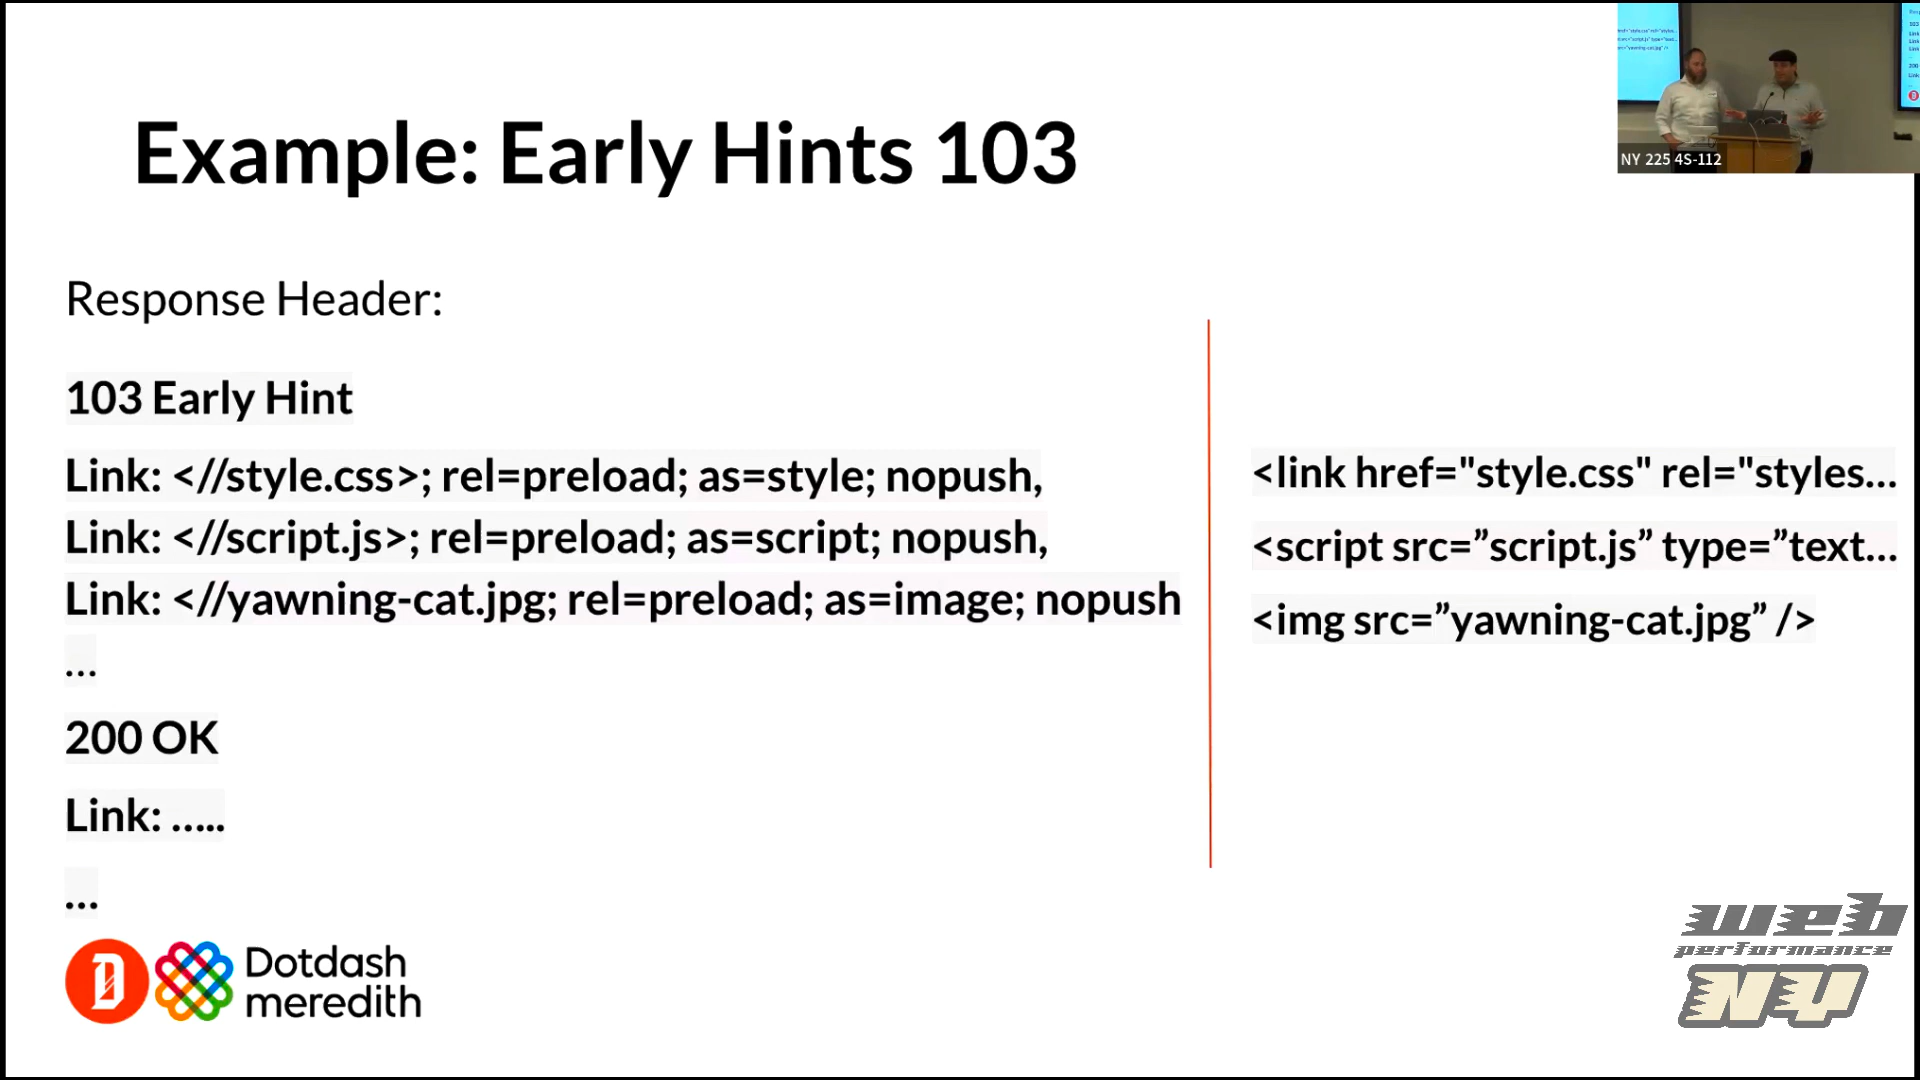 Example: Early Hints 103
NY 225 4S-112
Response Header:
103 Early Hint
Link: <//style.css>; rel=preload; as=style; nopush,
Link: <//script.js>; rel=preload; as=script; nopush,
Link: <//yawning-cat.jpg; rel=preload; as=image; nopush
...
200 OK
Link: .....
...
<link href="style.css" rel="styles...
<script src=”script.js” type=”text...
<img src=”yawning-cat.jpg” />
D
Dotdash
meredith
web
performance
NY